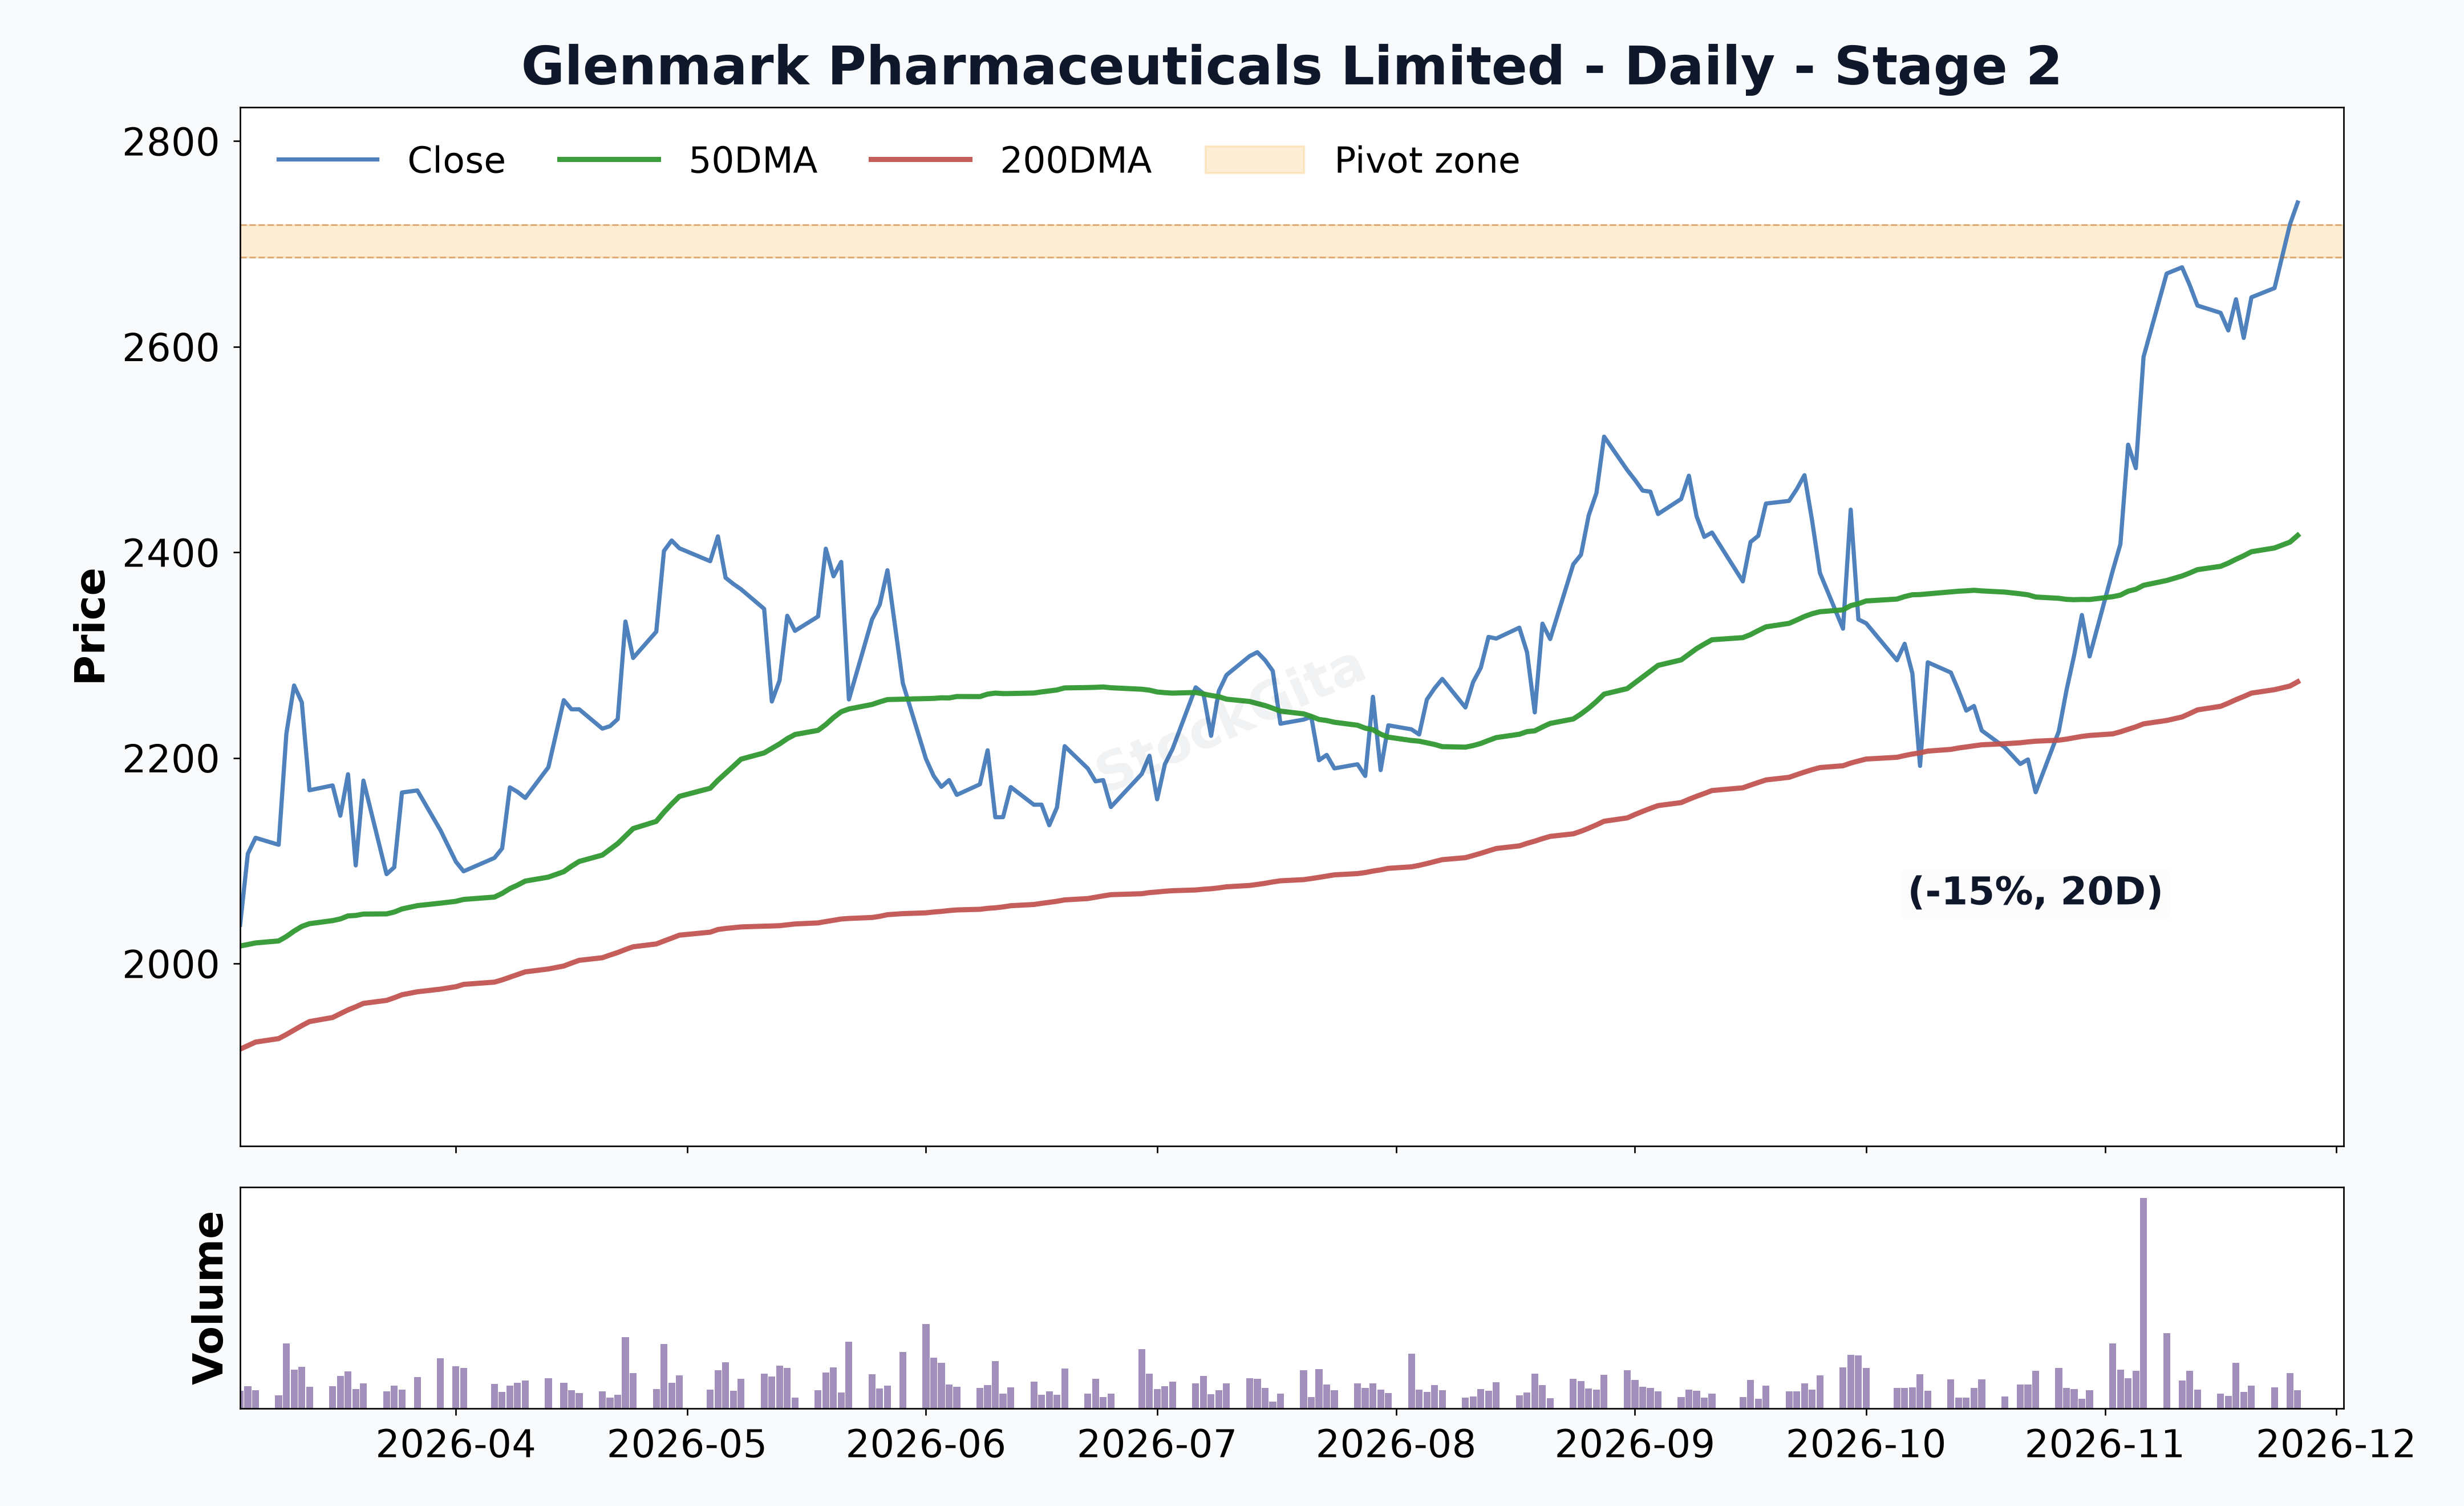 Glenmark Pharmaceuticals Limited - Daily - Stage 2
Close 50DMA 200DMA Pivot zone
Price
2800
2600
2400
2200
2000
StockGita
(-15%, 20D)
Volume
2026-04 2026-05 2026-06 2026-07 2026-08 2026-09 2026-10 2026-11 2026-12